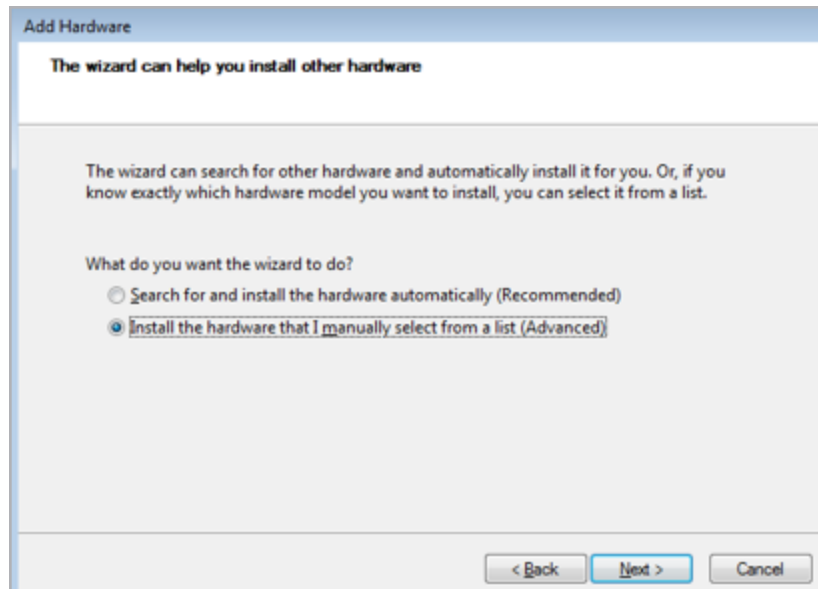 Add Hardware
The wizard can help you install other hardware
The wizard can search for other hardware and automatically install it for you. Or, if you
know exactly which hardware model you want to install, you can select it from a list.
What do you want the wizard to do?
Search for and install the hardware automatically (Recommended)
Install the hardware that I manually select from a list (Advanced)
< Back Next > Cancel